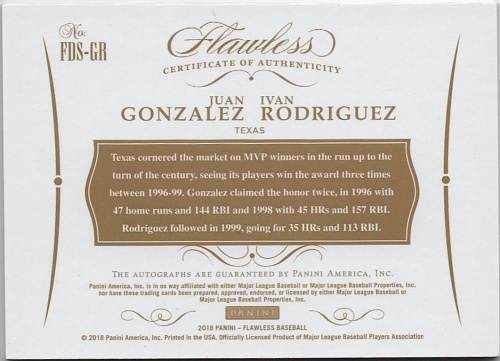 No:
FDS-GR
Flawless
CERTIFICATE OF AUTHENTICITY
JUAN IVAN
GONZALEZ RODRIGUEZ
TEXAS
Texas cornered the market on MVP winners in the run up to the
turn of the century, seeing its players win the award three times
between 1996-99. Gonzalez claimed the honor twice, in 1996 with
47 home runs and 144 RBI and 1998 with 45 HRs and 157 RBI.
Rodriguez followed in 1999, going for 35 HRs and 113 RBI.
THE AUTOGRAPHS ARE GUARANTEED BY PANINI AMERICA, INC.
Panini America, Inc. is in no way affiliated with either Major League Baseball or Major League Baseball Properties, Inc.
nor have these trading cards been prepared, approved, endorsed, or licensed by either Major League Baseball or
Major League Baseball Properties, Inc.
PANINI
2018 PANINI – FLAWLESS BASEBALL
© 2018 Panini America, Inc. Printed in the USA. Officially Licensed Product of Major League Baseball Players Association